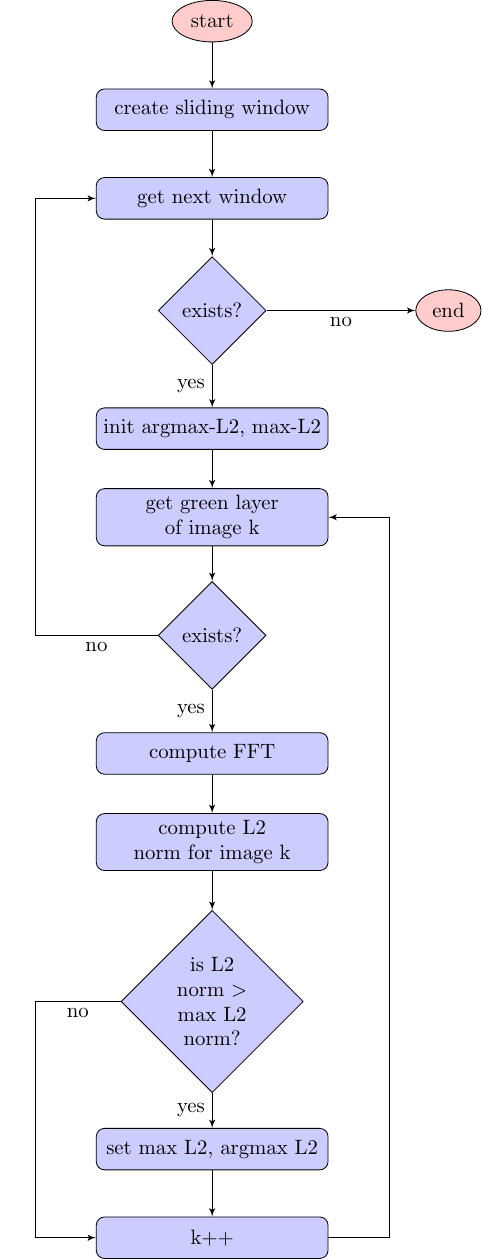 start
create sliding window
get next window
exists?
end
no
yes
init argmax-L2, max-L2
get green layer
of image k
exists?
no
yes
compute FFT
compute L2
norm for image k
is L2
norm >
max L2
norm?
no
yes
set max L2, argmax L2
k++